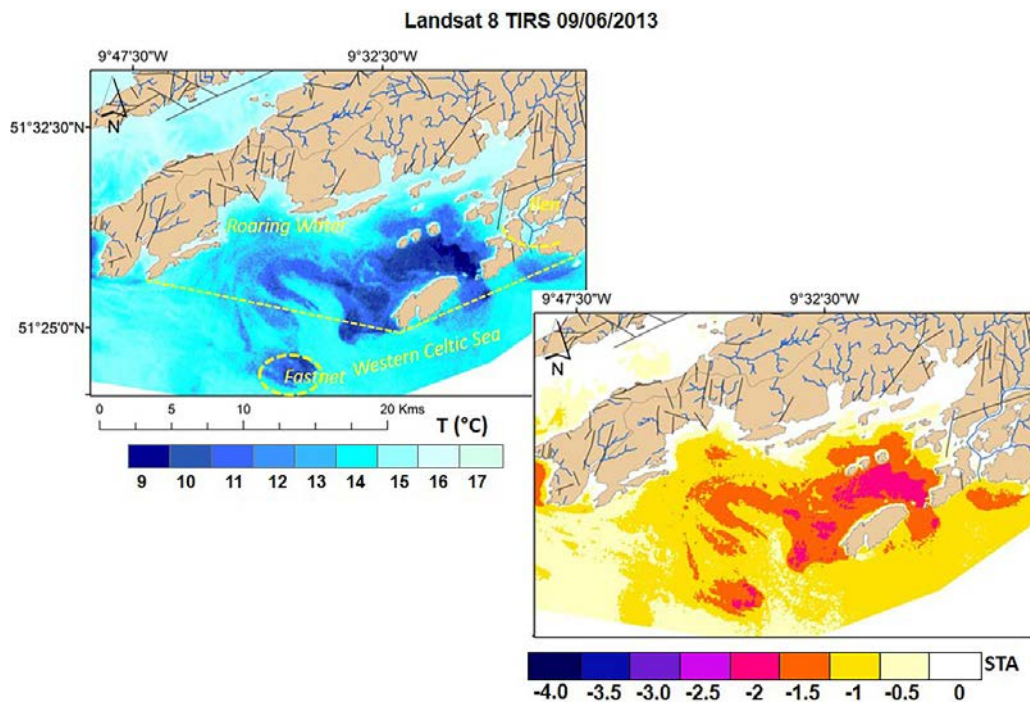 Landsat 8 TIRS 09/06/2013
9°47'30"W 9°32'30"W
51°32'30"N
N
Ilen
Roaring Water
51°25'0"N
Western Celtic Sea
Fastnet
0 5 10 20 Kms
T (°C)
9 10 11 12 13 14 15 16 17
9°47'30"W 9°32'30"W
N
STA
-4.0 -3.5 -3.0 -2.5 -2 -1.5 -1 -0.5 0